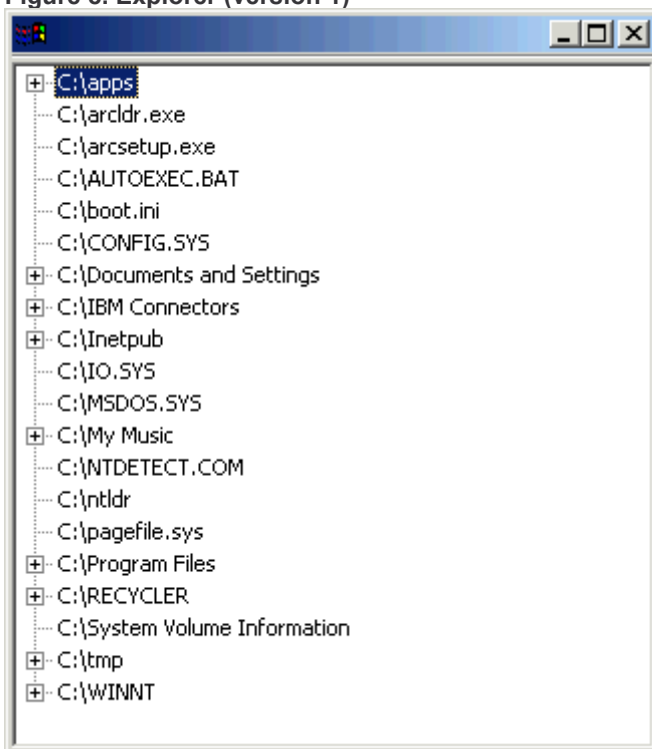 Figure 3. Explorer (version 1)
C:\apps
C:\arcldr.exe
C:\arcsetup.exe
C:\AUTOEXEC.BAT
C:\boot.ini
C:\CONFIG.SYS
C:\Documents and Settings
C:\IBM Connectors
C:\Inetpub
C:\IO.SYS
C:\MSDOS.SYS
C:\My Music
C:\NTDETECT.COM
C:\ntldr
C:\pagefile.sys
C:\Program Files
C:\RECYCLER
C:\System Volume Information
C:\tmp
C:\WINNT